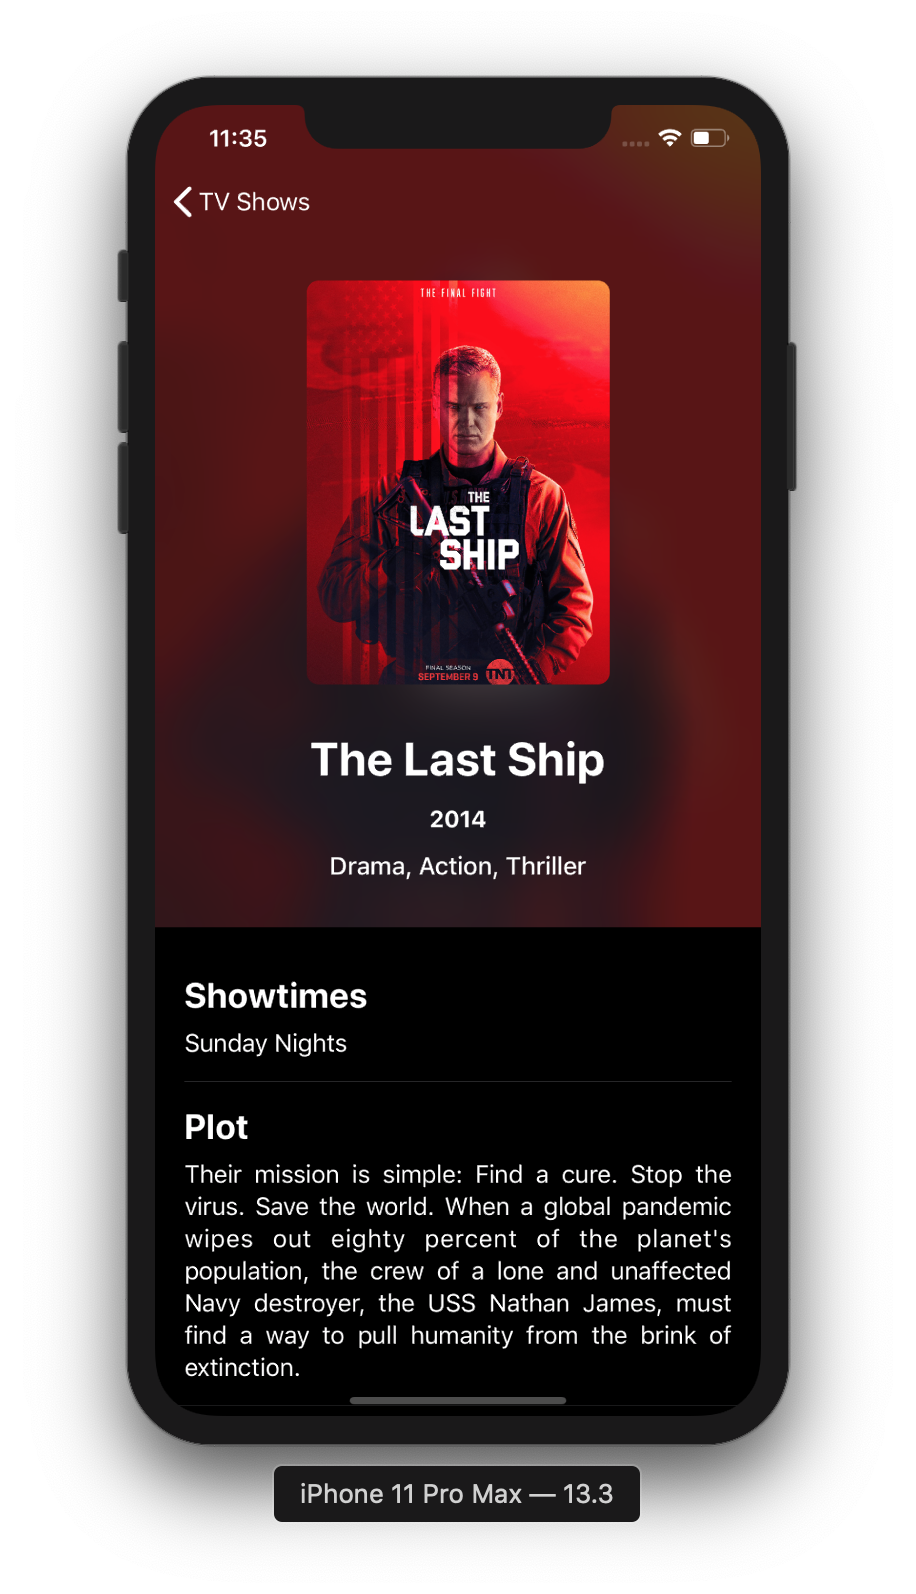 11:35
TV Shows
THE FINAL FIGHT
THE
LAST
SHIP
FINAL SEASON
SEPTEMBER 9
TNT
The Last Ship
2014
Drama, Action, Thriller
Showtimes
Sunday Nights
Plot
Their mission is simple: Find a cure. Stop the
virus. Save the world. When a global pandemic
wipes out eighty percent of the planet's
population, the crew of a lone and unaffected
Navy destroyer, the USS Nathan James, must
find a way to pull humanity from the brink of
extinction.
iPhone 11 Pro Max — 13.3